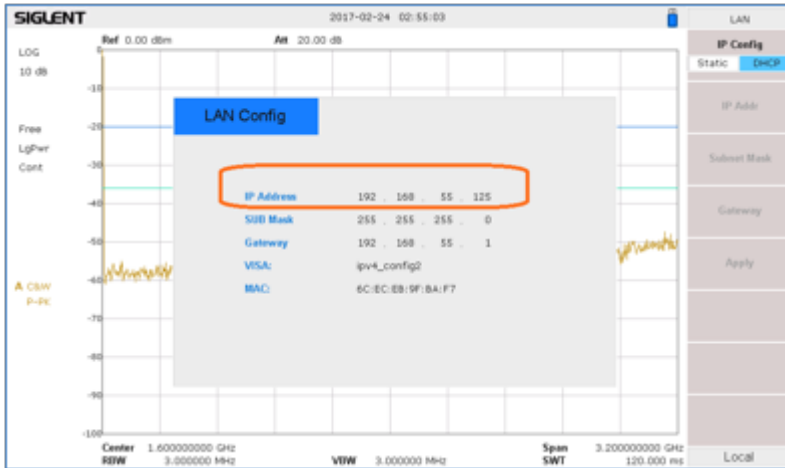 SIGLENT 2017-02-24 02:55:03 LAN
Ref 0.00 dBm Att 20.00 dB IP Config
LOG Static DHCP
10 dB
0
-10
IP Addr
LAN Config
Free -20
LgPwr
Cont -30 Subnet Mask
IP Address 192 . 168 . 55 . 125
-40
SUB Mask 255 . 255 . 255 . 0 Gateway
-50 Gateway 192 . 168 . 55 . 1
VISA: ipv4_config2 Apply
-60
A C&W MAC: 6C:EC:EB:9F:BA:F7
P-PK
-70
-80
-90
-100
Center 1.600000000 GHz Span 3.200000000 GHz
RBW 3.000000 MHz VBW 3.000000 MHz SWT 120.000 ms Local